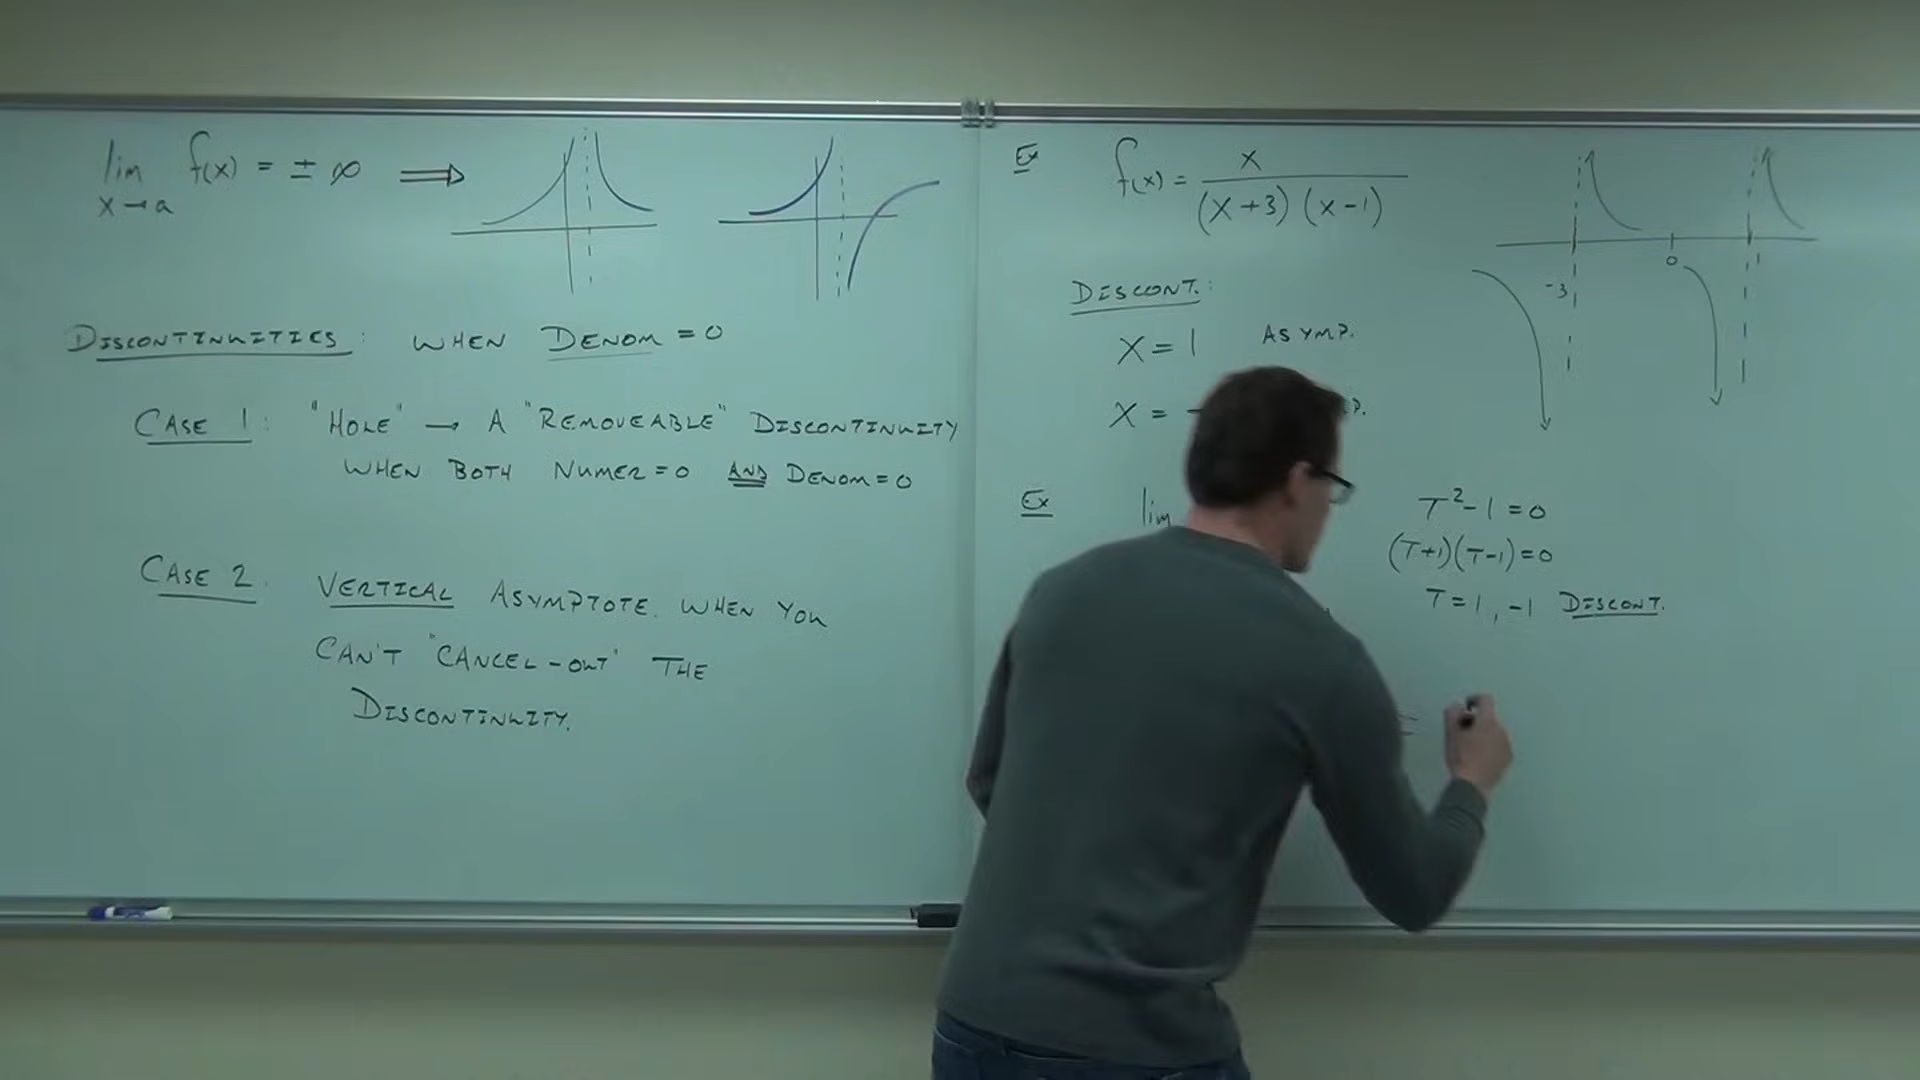 lim f(x) = ± ∞ ⟹
x→a
DISCONTINUITIES: WHEN DENOM = 0
CASE 1: "HOLE" → A "REMOVEABLE" DISCONTINUITY
WHEN BOTH NUMER = 0 AND DENOM = 0
CASE 2. VERTICAL ASYMPTOTE. WHEN YOU
CAN'T "CANCEL-OUT" THE
DISCONTINUITY.
Ex f(x) = x
(x+3)(x-1)
-3 0 1
DISCONT.:
X = 1 ASYMP.
X = -
Ex lim
T²-1 = 0
(T+1)(T-1) = 0
T = 1, -1 DISCONT.
=